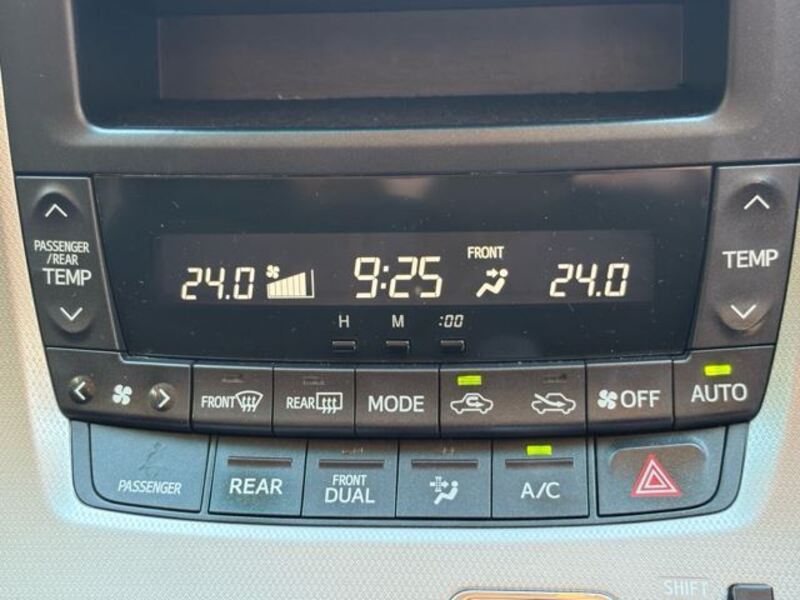 PASSENGER
/REAR
TEMP
24.0
9:25
FRONT
24.0
TEMP
H M :00
FRONT
REAR
MODE
OFF
AUTO
PASSENGER
REAR
FRONT
DUAL
A/C
SHIFT